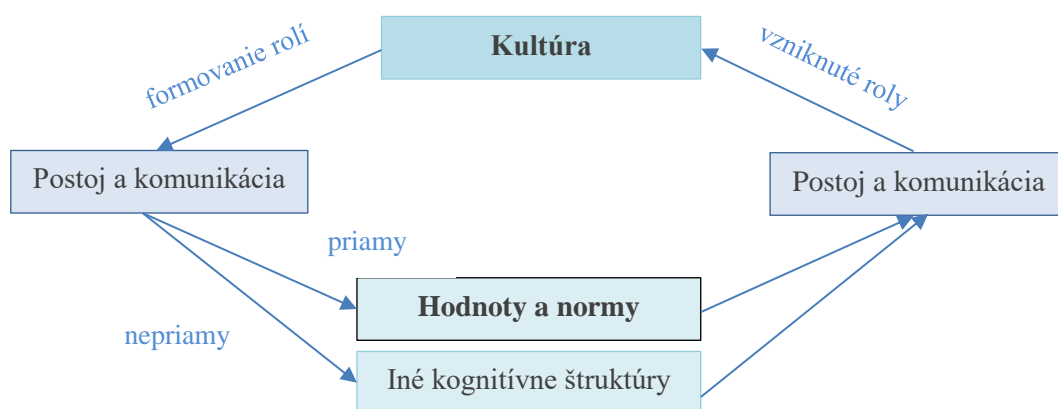 Kultúra
formovanie rolí
vzniknuté roly
Postoj a komunikácia
Postoj a komunikácia
priamy
Hodnoty a normy
nepriamy
Iné kognitívne štruktúry